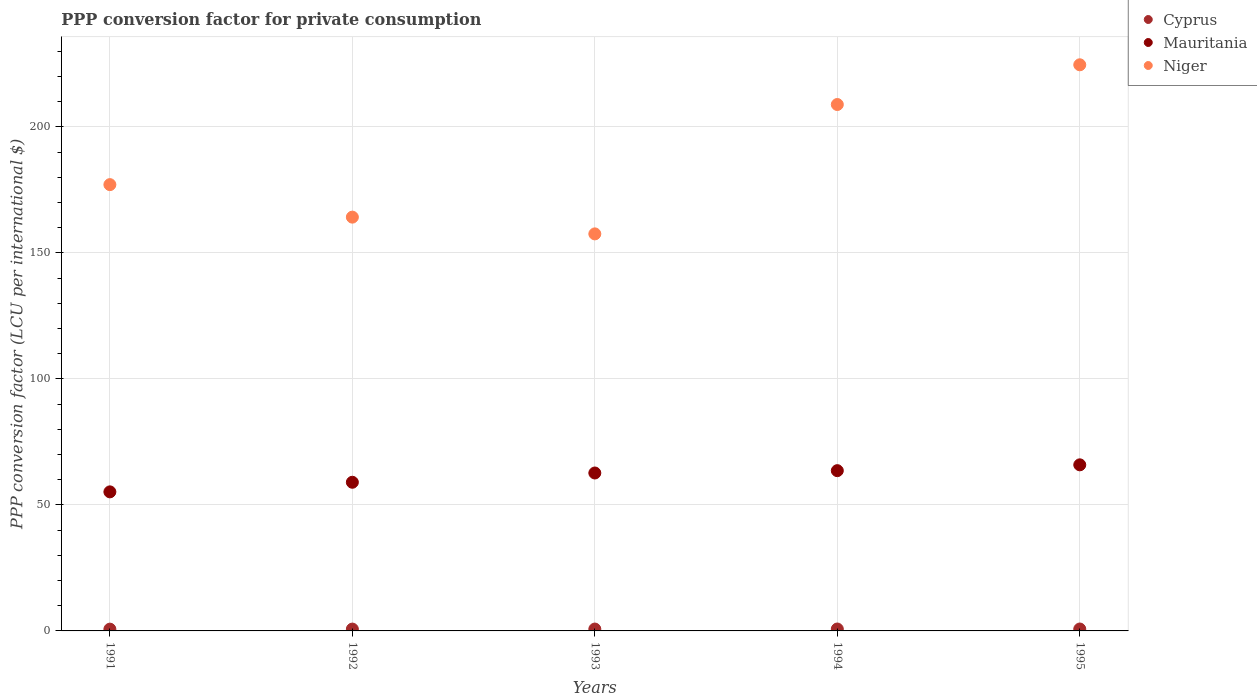 PPP conversion factor for private consumption
Cyprus
Mauritania
Niger
PPP conversion factor (LCU per international $)
200
150
100
50
0
1991
1992
1993
1994
1995
Years